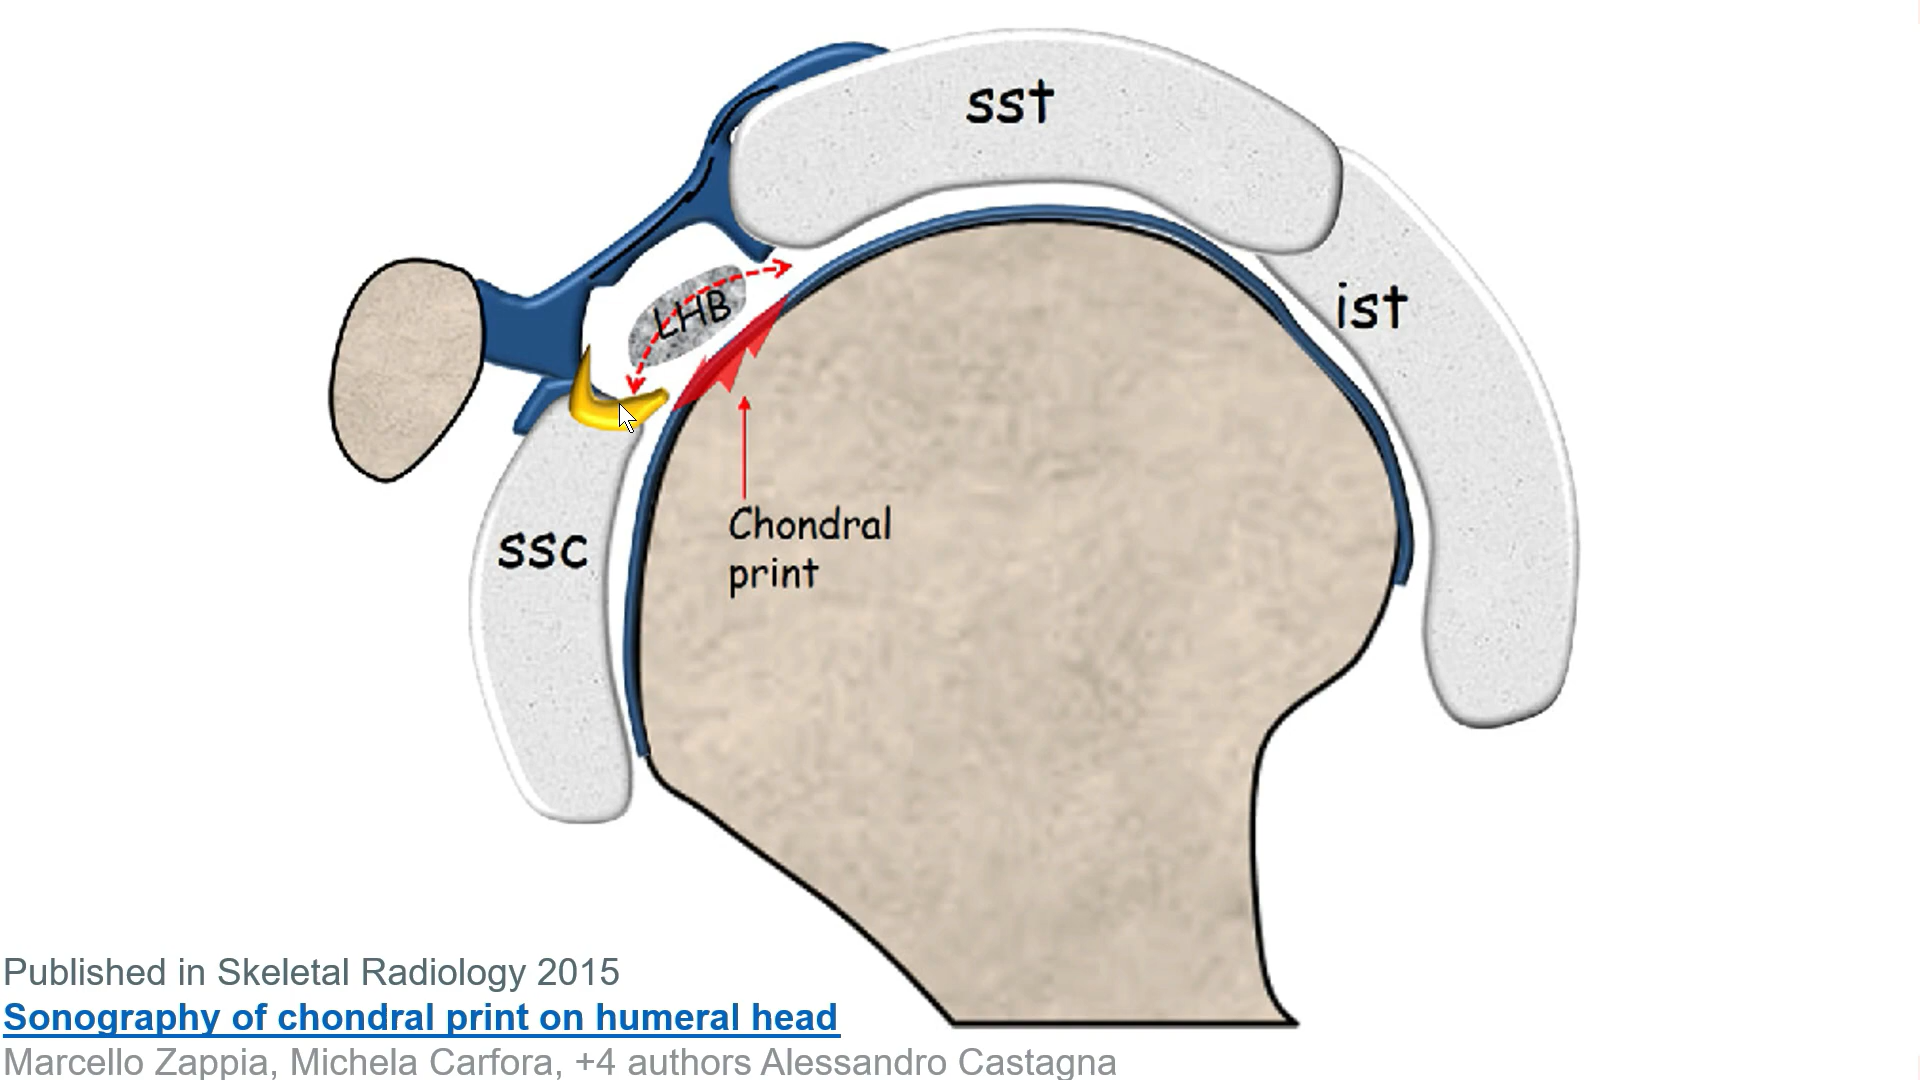 sst
LHB
ist
ssc
Chondral
print
Published in Skeletal Radiology 2015
Sonography of chondral print on humeral head
Marcello Zappia, Michela Carfora, +4 authors Alessandro Castagna